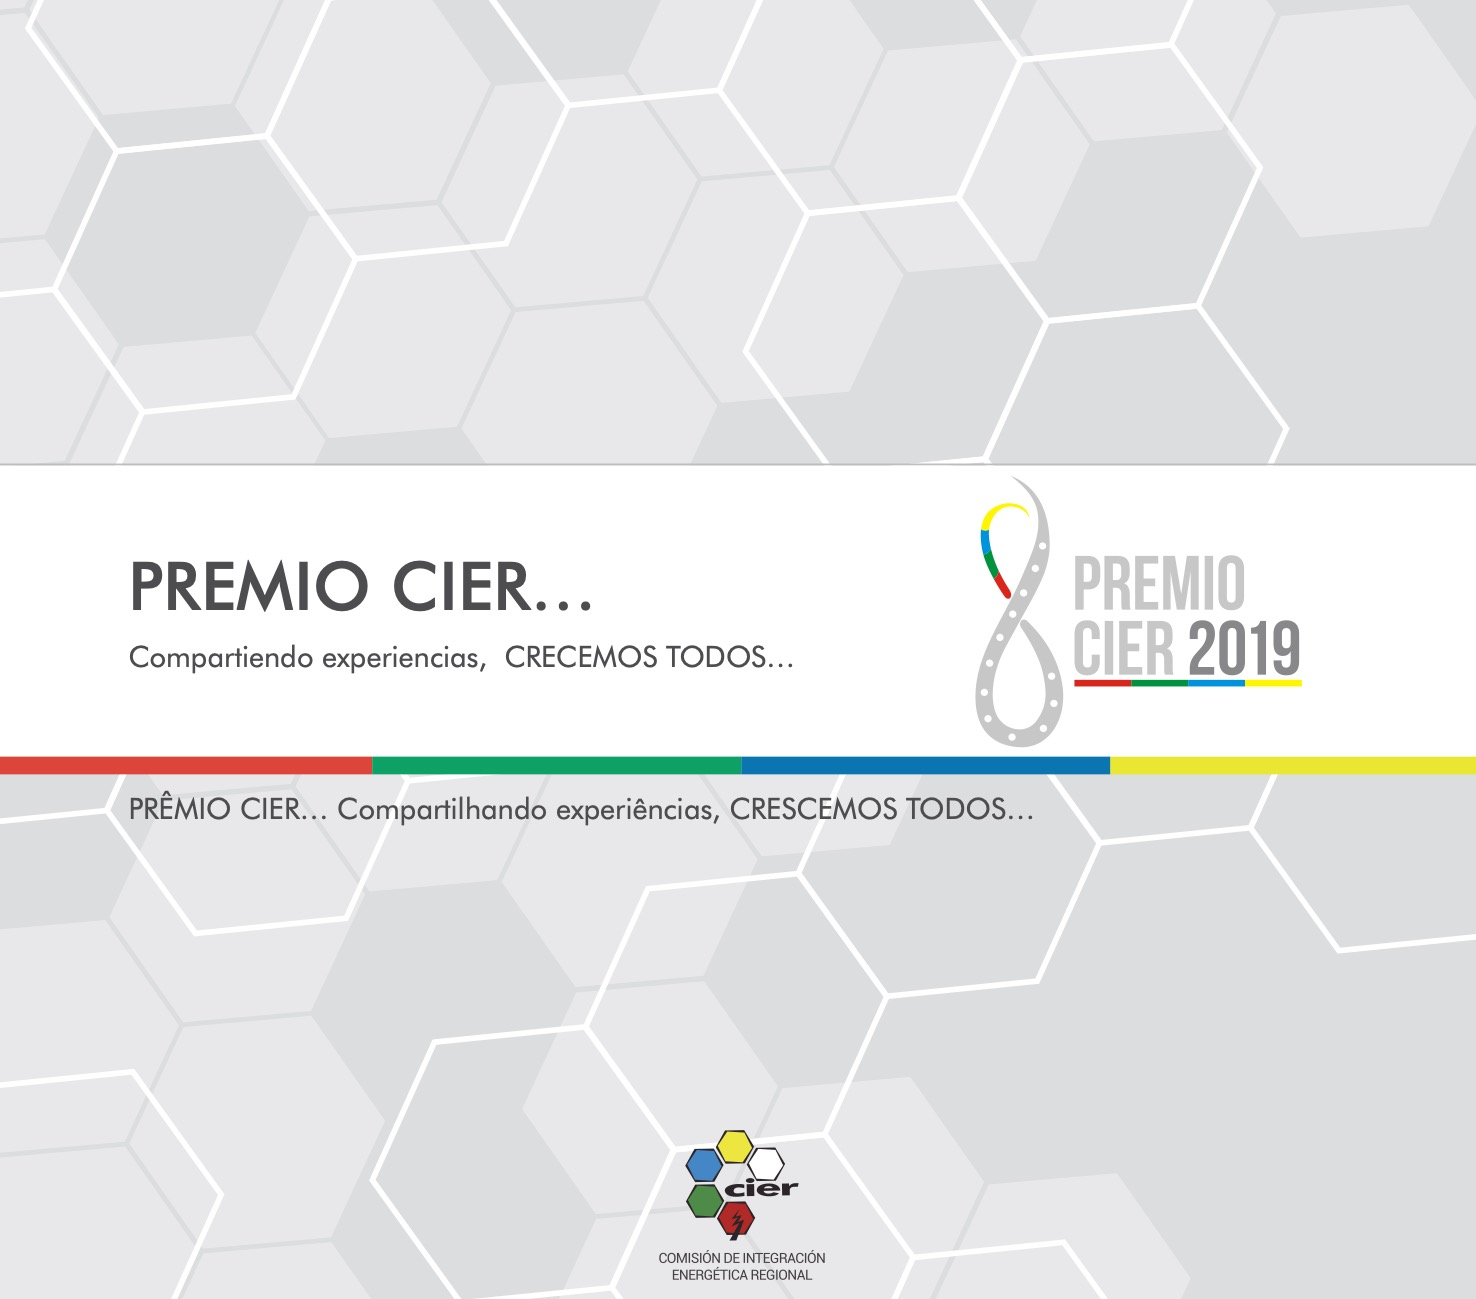 PREMIO CIER...
Compartiendo experiencias,  CRECEMOS TODOS...
PREMIO
CIER 2019
PRÊMIO CIER... Compartilhando experiências, CRESCEMOS TODOS...
cier
COMISIÓN DE INTEGRACIÓN
ENERGÉTICA REGIONAL